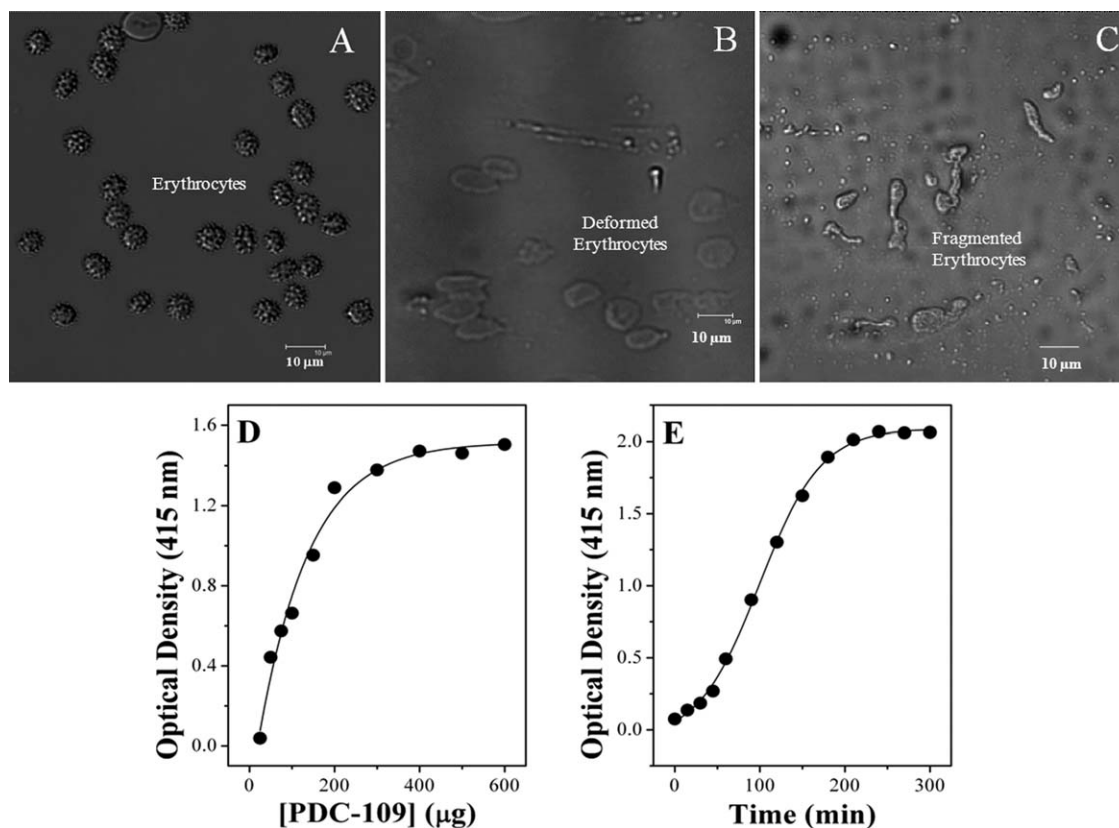 A
Erythrocytes
10 μm
10 μm
B
Deformed
Erythrocytes
10 μm
10 μm
C
Fragmented
Erythrocytes
10 μm
D
Optical Density (415 nm)
1.6
1.2
0.8
0.4
0.0
0
200
400
600
[PDC-109] (μg)
E
Optical Density (415 nm)
2.0
1.5
1.0
0.5
0.0
0
100
200
300
Time (min)